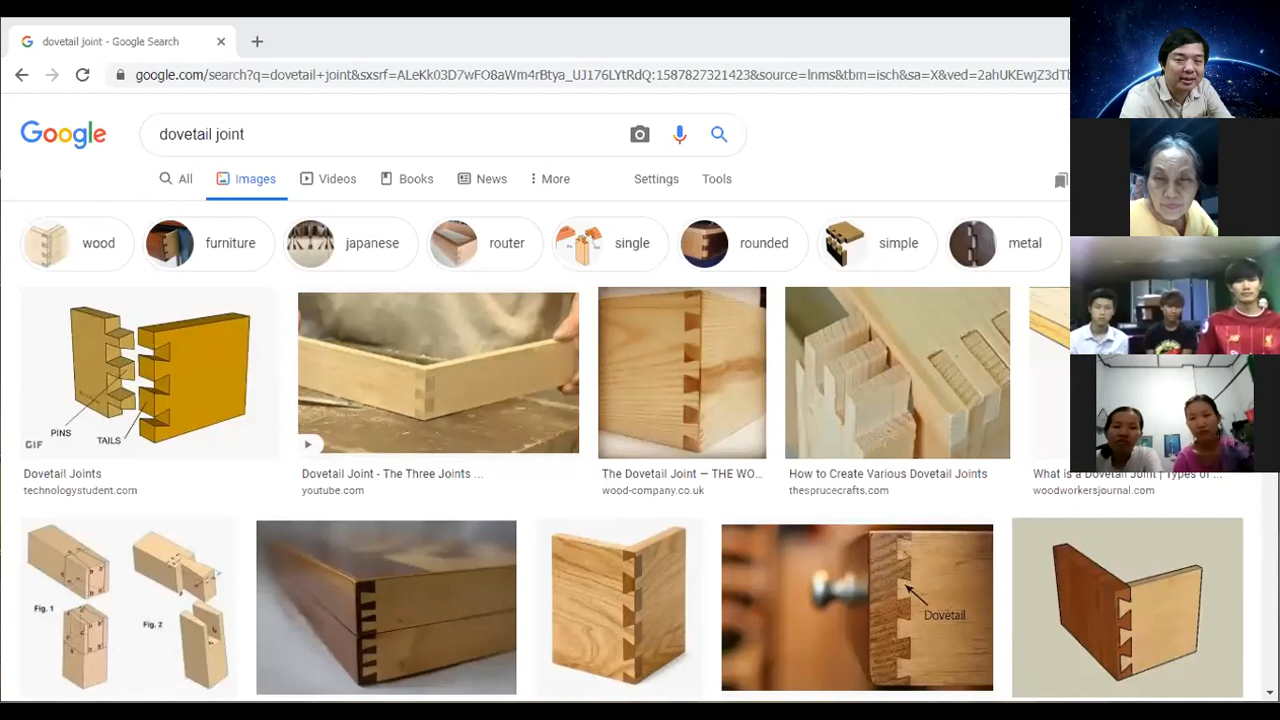 dovetail joint - Google Search
google.com/search?q=dovetail+joint&sxsrf=ALeKk03D7wFO8aWm4rBtya_UJ176LYtRdQ:1587827321423&source=lnms&tbm=isch&sa=X&ved=2ahUKEwjZ3dTb
Google
dovetail joint
All Images Videos Books News More Settings Tools
wood furniture japanese router single rounded simple metal
PINS
TAILS
GIF
Dovetail Joints
technologystudent.com
Dovetail Joint - The Three Joints ...
youtube.com
The Dovetail Joint — THE WO...
wood-company.co.uk
How to Create Various Dovetail Joints
thesprucecrafts.com
What is a Dovetail Joint | Types of ...
woodworkersjournal.com
Fig. 1
Fig. 2
Dovetail